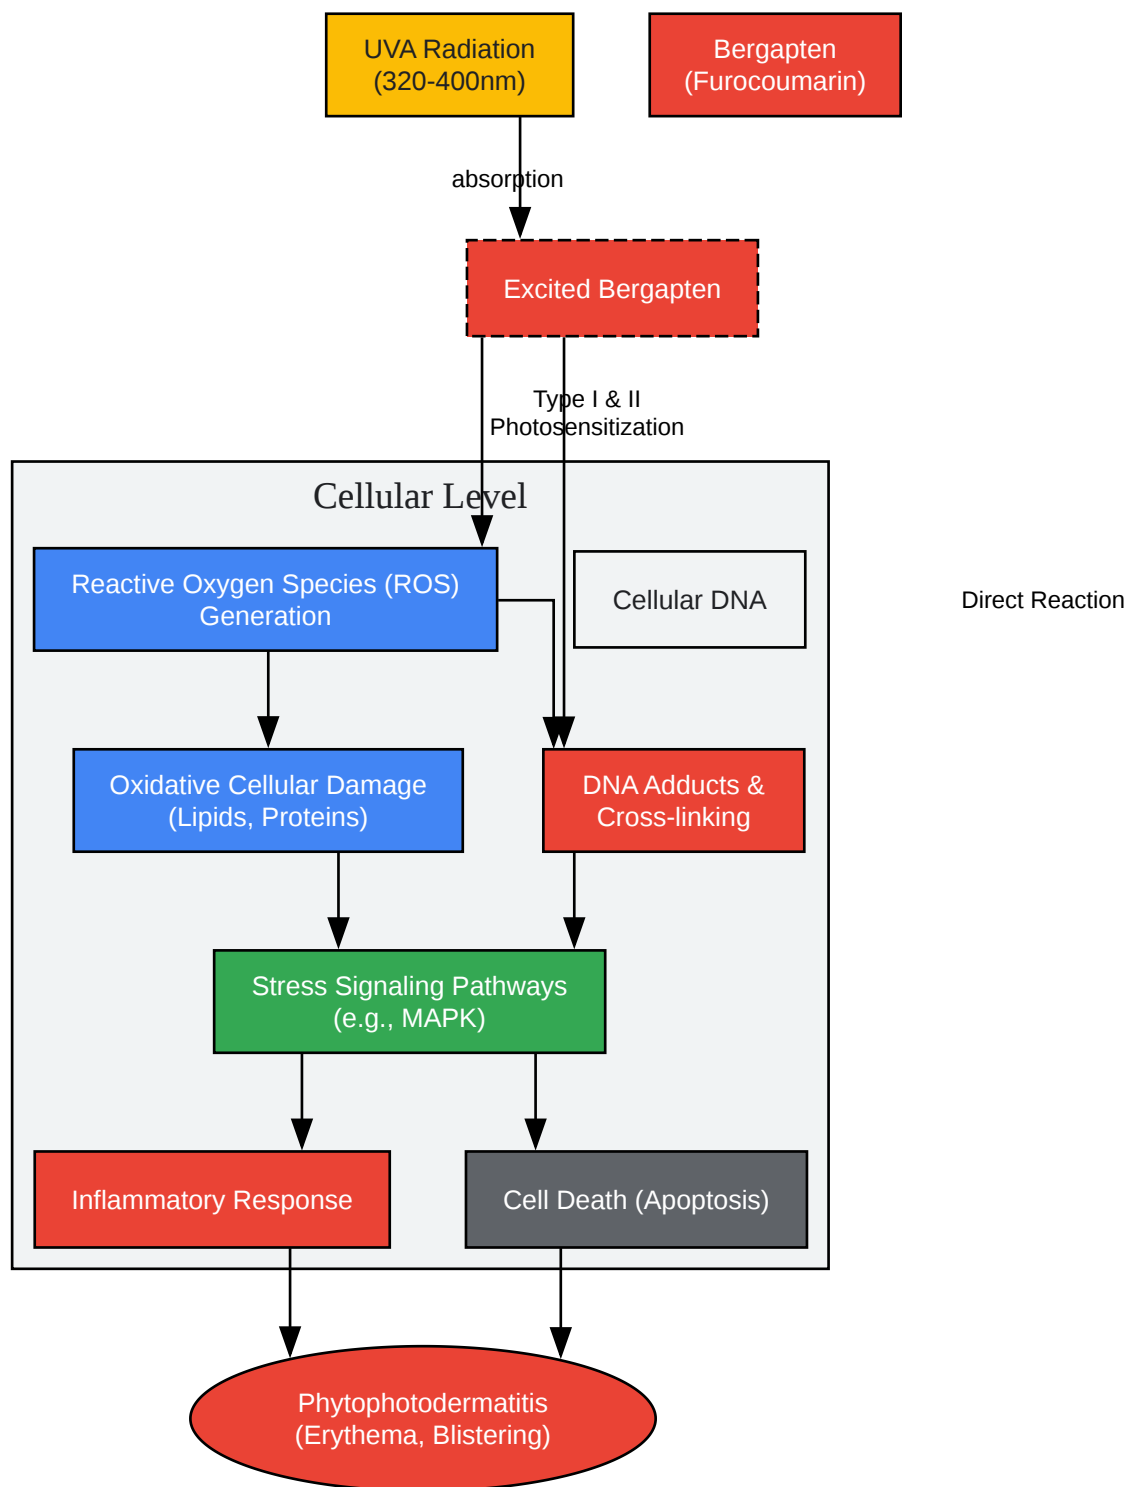 UVA Radiation
(320-400nm)
Bergapten
(Furocoumarin)
absorption
Excited Bergapten
Type I & II
Photosensitization
Cellular Level
Reactive Oxygen Species (ROS)
Generation
Cellular DNA
Direct Reaction
Oxidative Cellular Damage
(Lipids, Proteins)
DNA Adducts &
Cross-linking
Stress Signaling Pathways
(e.g., MAPK)
Inflammatory Response
Cell Death (Apoptosis)
Phytophotodermatitis
(Erythema, Blistering)